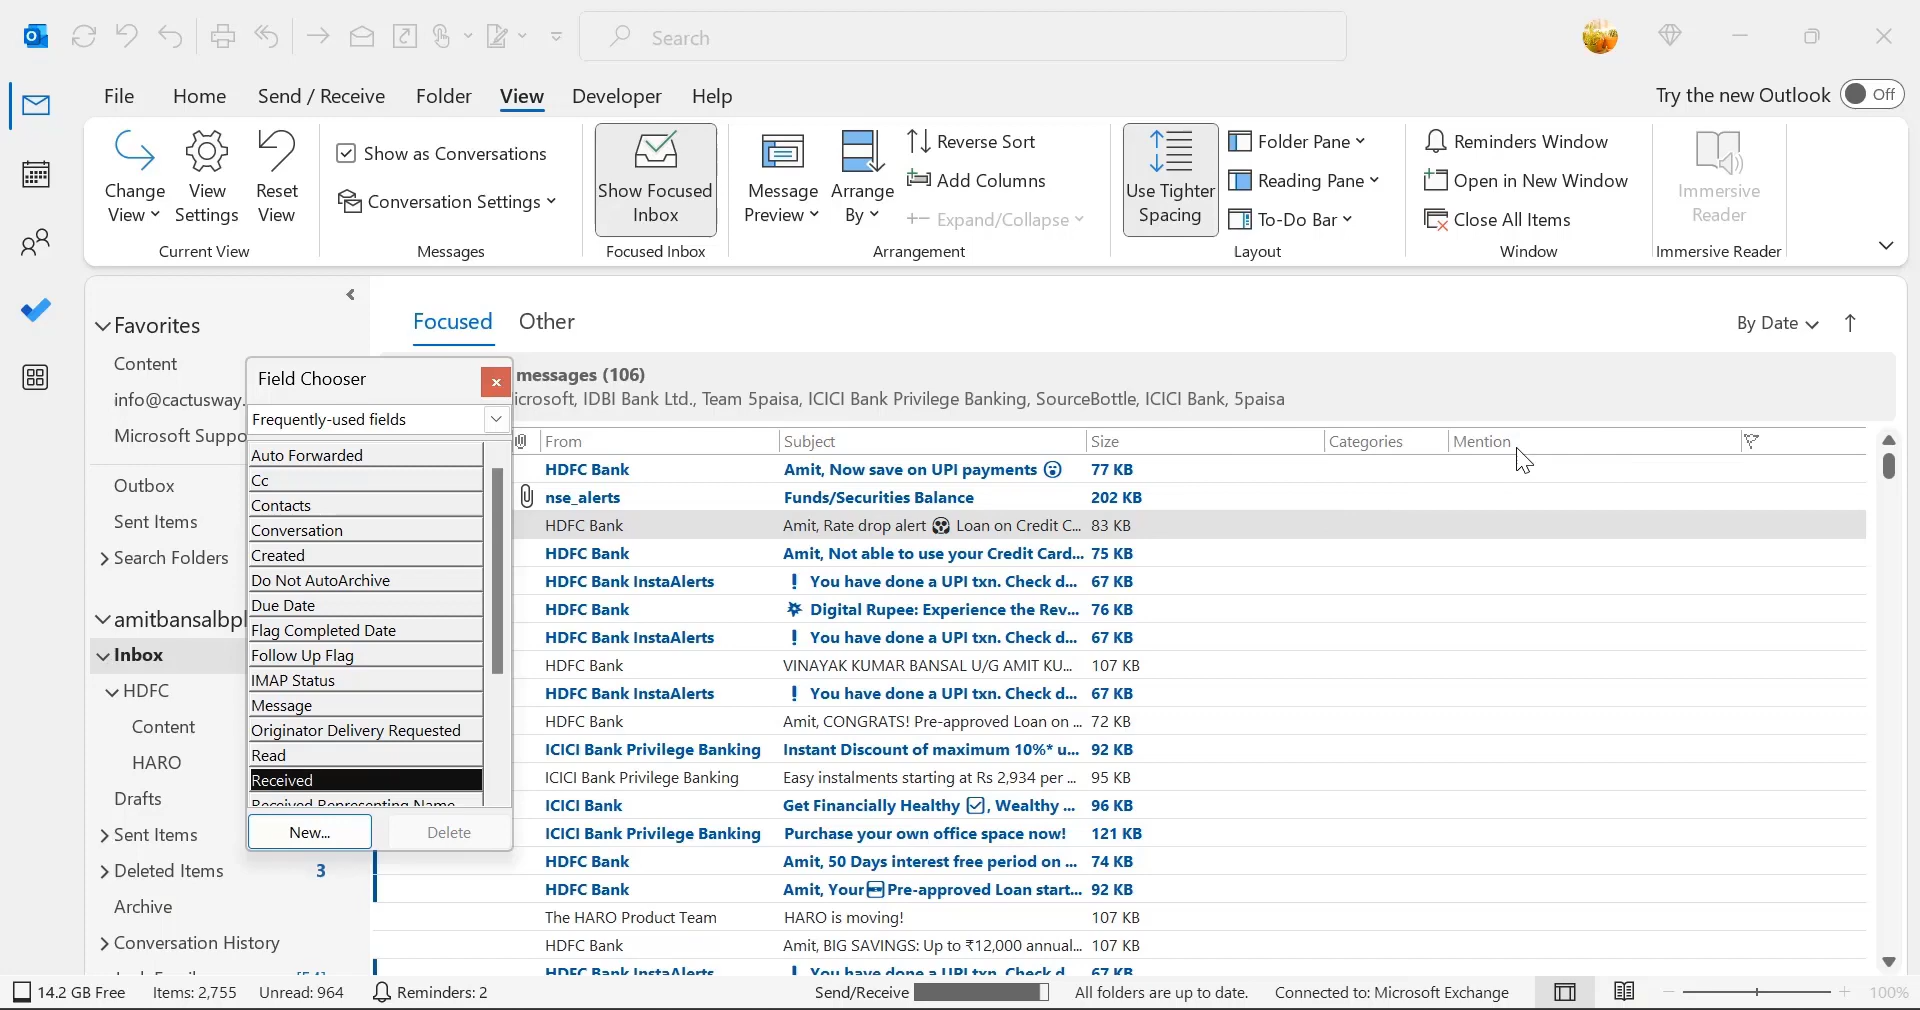 Search
File Home Send / Receive Folder View Developer Help
Try the new Outlook Off
Change View
View Settings
Reset View
Current View
Show as Conversations
Conversation Settings
Messages
Show Focused Inbox
Focused Inbox
Message Preview
Arrange By
Reverse Sort
Add Columns
Expand/Collapse
Arrangement
Use Tighter Spacing
Folder Pane
Reading Pane
To-Do Bar
Layout
Reminders Window
Open in New Window
Close All Items
Window
Immersive Reader
Immersive Reader
Favorites
Content
info@cactusway.
Microsoft Suppo
Outbox
Sent Items
Search Folders
amitbansalbpl
Inbox
HDFC
Content
HARO
Drafts
Sent Items
Deleted Items 3
Archive
Conversation History
Field Chooser
Frequently-used fields
Auto Forwarded
Cc
Contacts
Conversation
Created
Do Not AutoArchive
Due Date
Flag Completed Date
Follow Up Flag
IMAP Status
Message
Originator Delivery Requested
Read
Received
Received Representing Name
New... Delete
Focused Other
By Date
messages (106)
icrosoft, IDBI Bank Ltd., Team 5paisa, ICICI Bank Privilege Banking, SourceBottle, ICICI Bank, 5paisa
From Subject Size Categories Mention
HDFC Bank Amit, Now save on UPI payments 😮 77 KB
nse_alerts Funds/Securities Balance 202 KB
HDFC Bank Amit, Rate drop alert 😱 Loan on Credit C... 83 KB
HDFC Bank Amit, Not able to use your Credit Card... 75 KB
HDFC Bank InstaAlerts ❗ You have done a UPI txn. Check d... 67 KB
HDFC Bank Digital Rupee: Experience the Rev... 76 KB
HDFC Bank InstaAlerts ❗ You have done a UPI txn. Check d... 67 KB
HDFC Bank VINAYAK KUMAR BANSAL U/G AMIT KU... 107 KB
HDFC Bank InstaAlerts ❗ You have done a UPI txn. Check d... 67 KB
HDFC Bank Amit, CONGRATS! Pre-approved Loan on ... 72 KB
ICICI Bank Privilege Banking Instant Discount of maximum 10%* u... 92 KB
ICICI Bank Privilege Banking Easy instalments starting at Rs 2,934 per ... 95 KB
ICICI Bank Get Financially Healthy ☑, Wealthy ... 96 KB
ICICI Bank Privilege Banking Purchase your own office space now! 121 KB
HDFC Bank Amit, 50 Days interest free period on ... 74 KB
HDFC Bank Amit, Your Pre-approved Loan start... 92 KB
The HARO Product Team HARO is moving! 107 KB
HDFC Bank Amit, BIG SAVINGS: Up to ₹12,000 annual... 107 KB
HDFC Bank InstaAlerts ❗ You have done a UPI txn. Check d 67 KB
14.2 GB Free Items: 2,755 Unread: 964 Reminders: 2 Send/Receive All folders are up to date. Connected to: Microsoft Exchange 100%